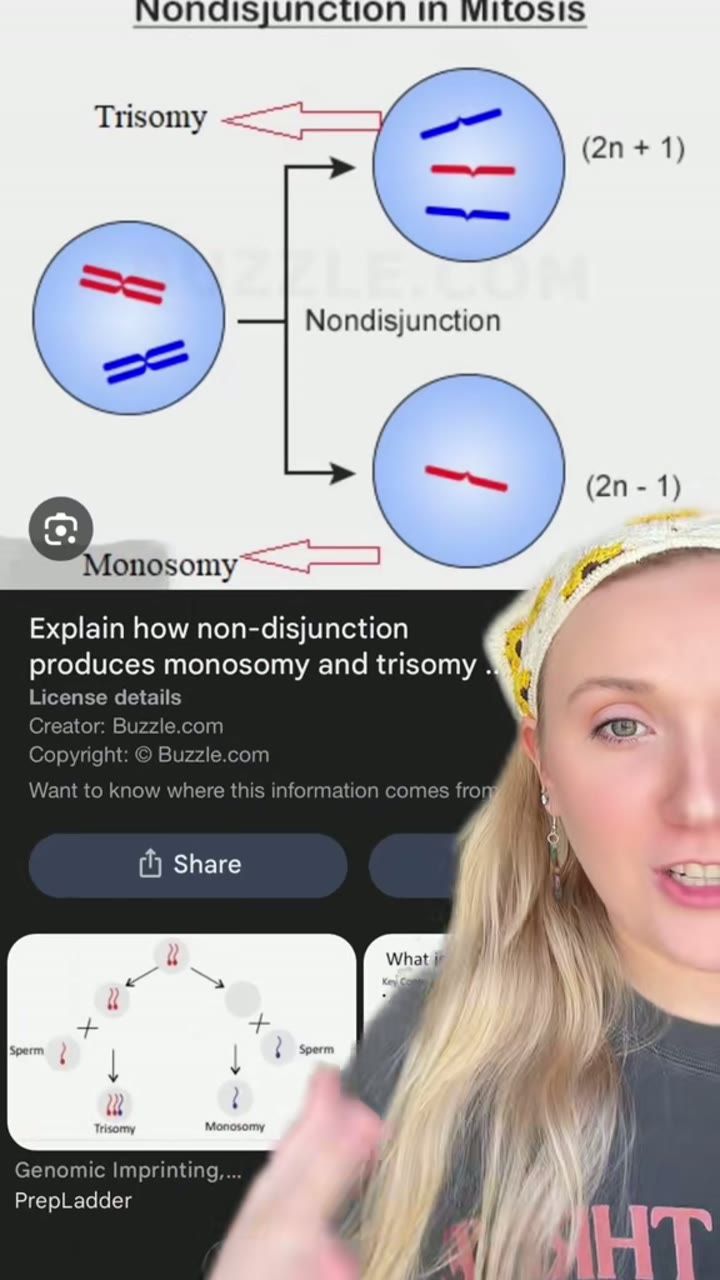 Nondisjunction in Mitosis
Trisomy
(2n + 1)
Nondisjunction
(2n - 1)
Monosomy
Explain how non-disjunction
produces monosomy and trisomy ..
License details
Creator: Buzzle.com
Copyright: © Buzzle.com
Want to know where this information comes from
Share
What
Sperm
Sperm
Trisomy
Monosomy
Genomic Imprinting,...
PrepLadder